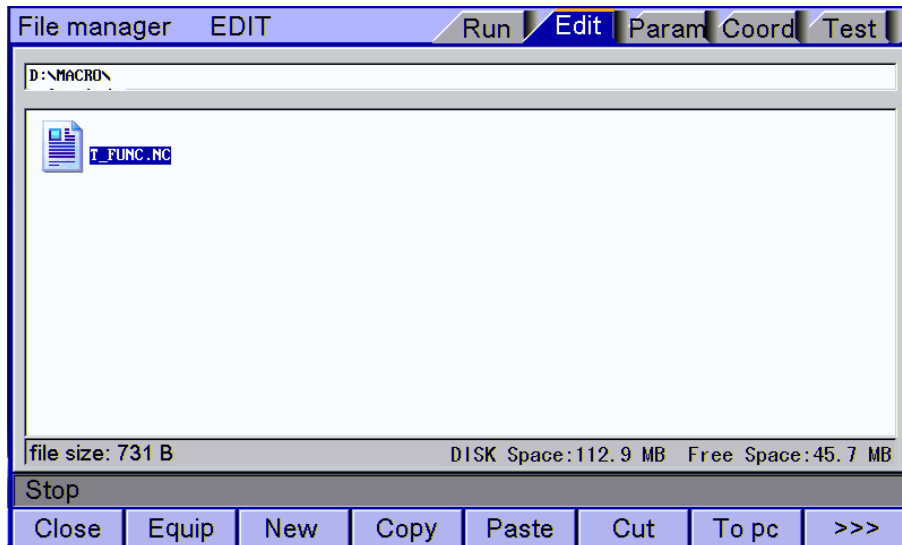 File manager EDIT Run Edit Param Coord Test
D:\MACRO\
T_FUNC.NC
file size: 731 B DISK Space:112.9 MB Free Space:45.7 MB
Stop
Close Equip New Copy Paste Cut To pc >>>